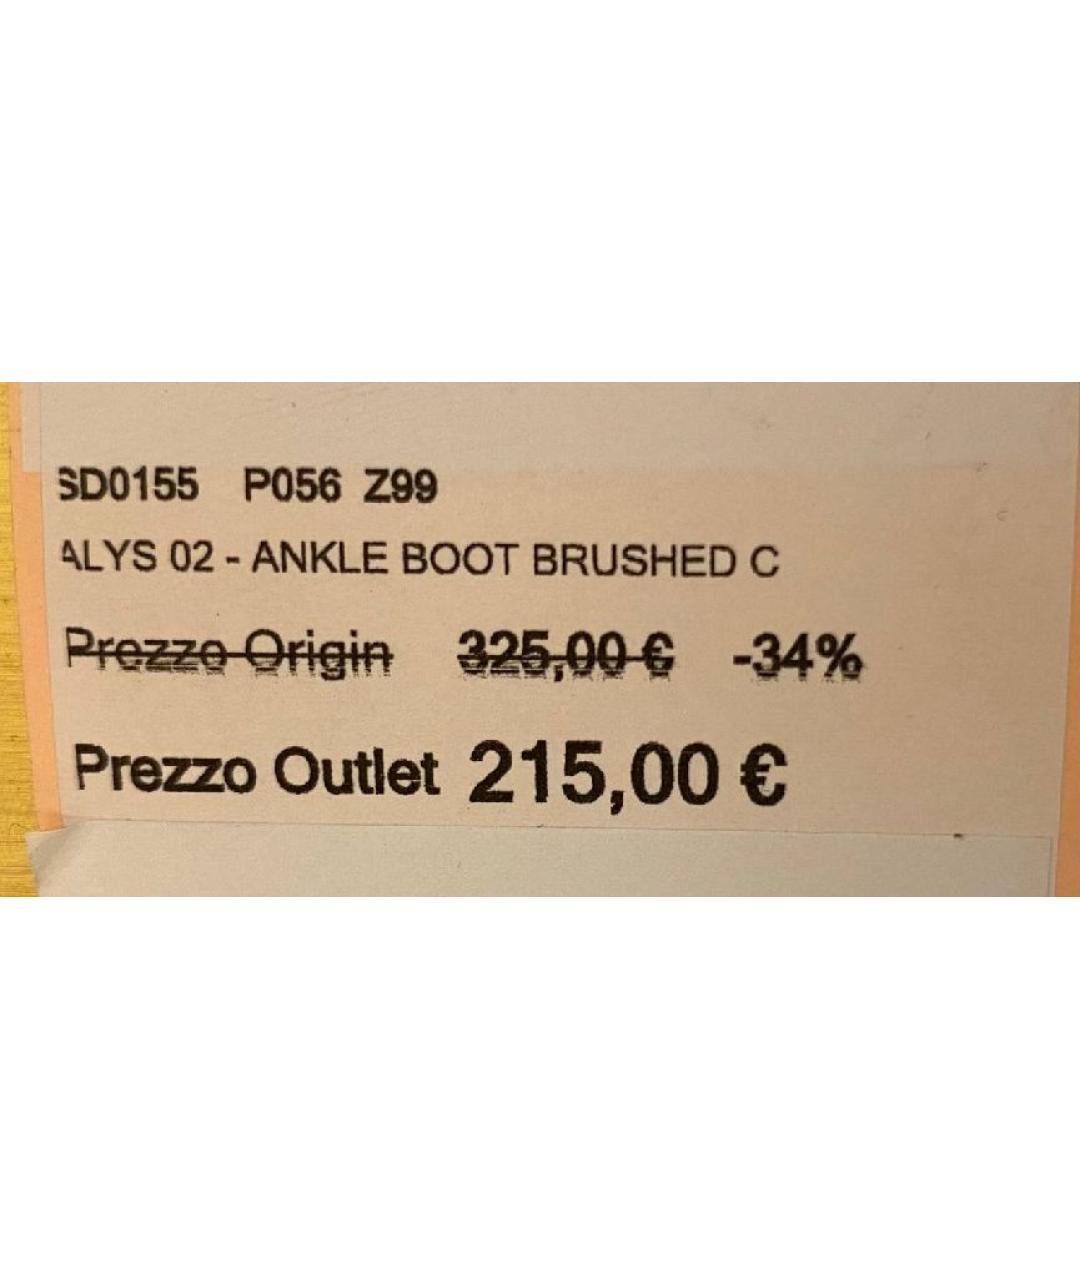 SD0155 P056 Z99
ALYS 02 - ANKLE BOOT BRUSHED C
Prezzo Origin 325,00 € -34%
Prezzo Outlet 215,00 €